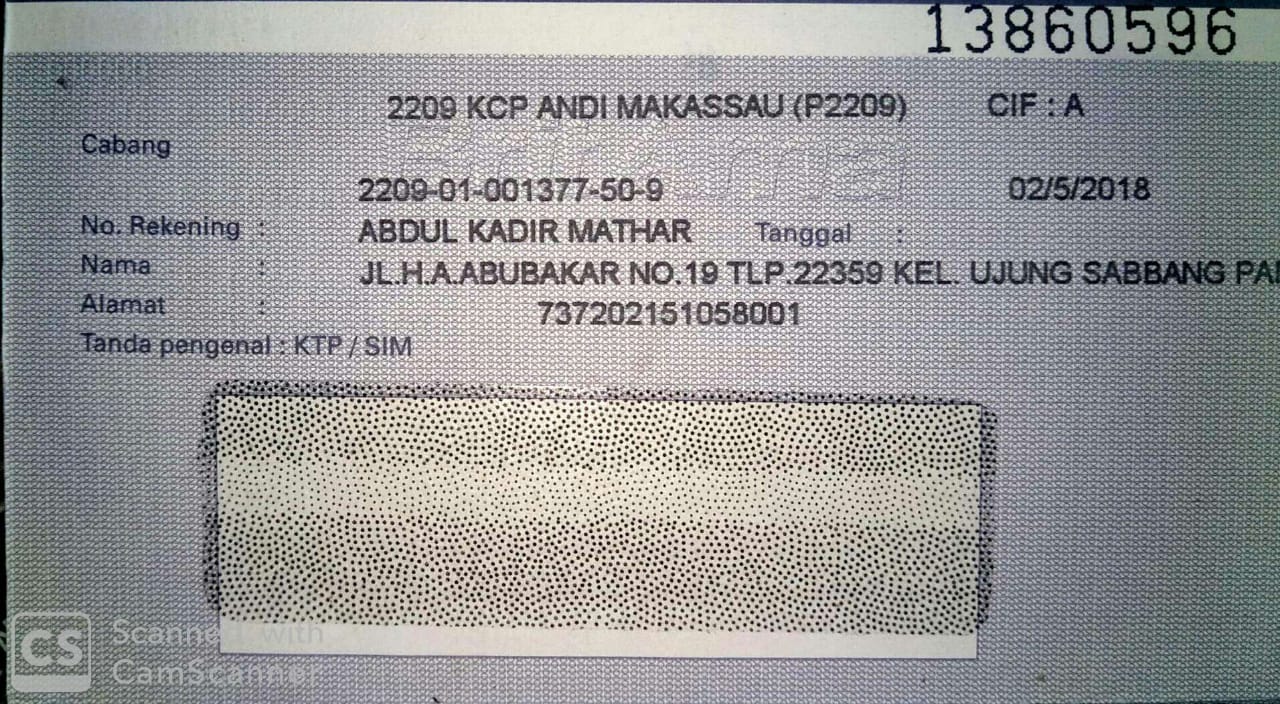 13860596
2209 KCP ANDI MAKASSAU (P2209) CIF : A
Cabang
2209-01-001377-50-9 02/5/2018
No. Rekening : ABDUL KADIR MATHAR Tanggal :
Nama : JL.H.A.ABUBAKAR NO.19 TLP.22359 KEL. UJUNG SABBANG
Alamat : 737202151058001
Tanda pengenal : KTP / SIM
CS Scanned with
CamScanner